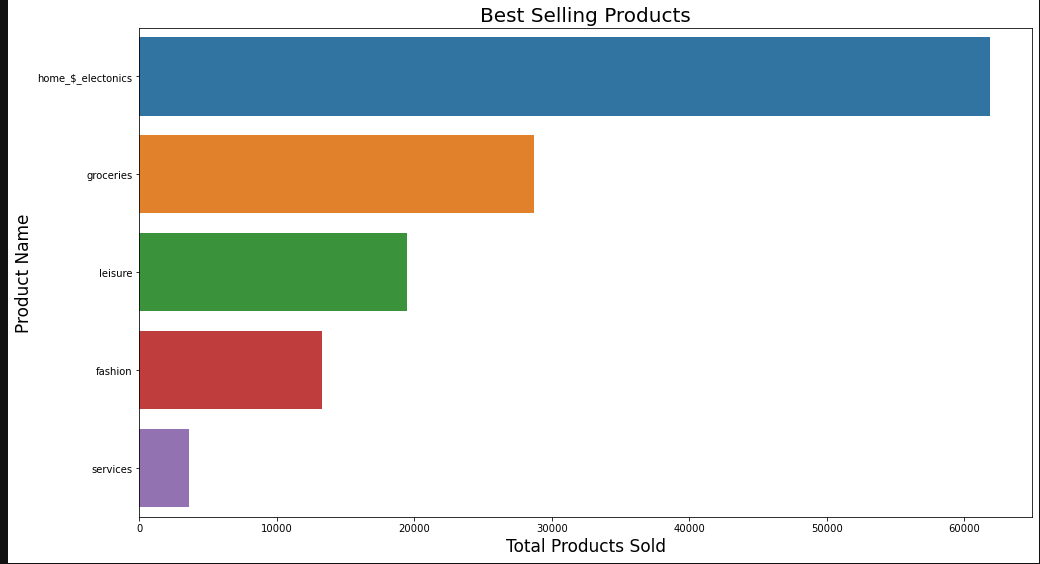 Best Selling Products
home_$_electonics
groceries
leisure
fashion
services
Product Name
0 10000 20000 30000 40000 50000 60000
Total Products Sold